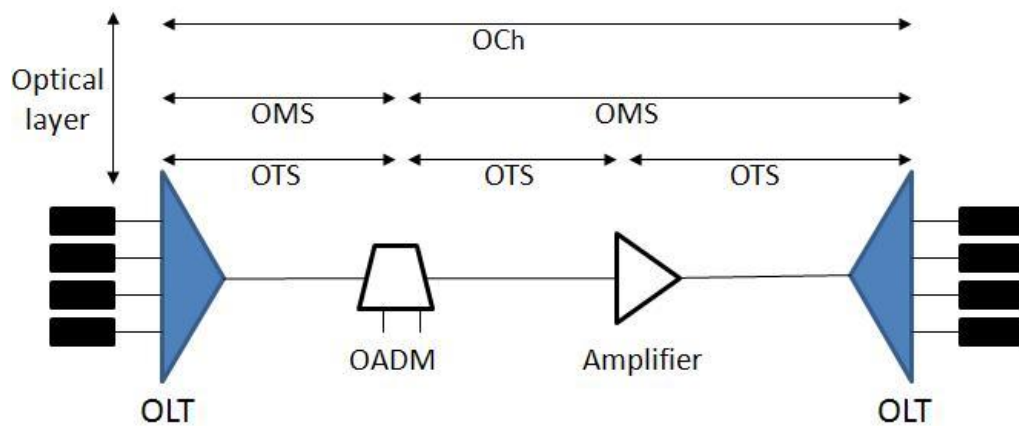 OCh
Optical
layer
OMS OMS
OTS OTS OTS
OADM Amplifier
OLT OLT